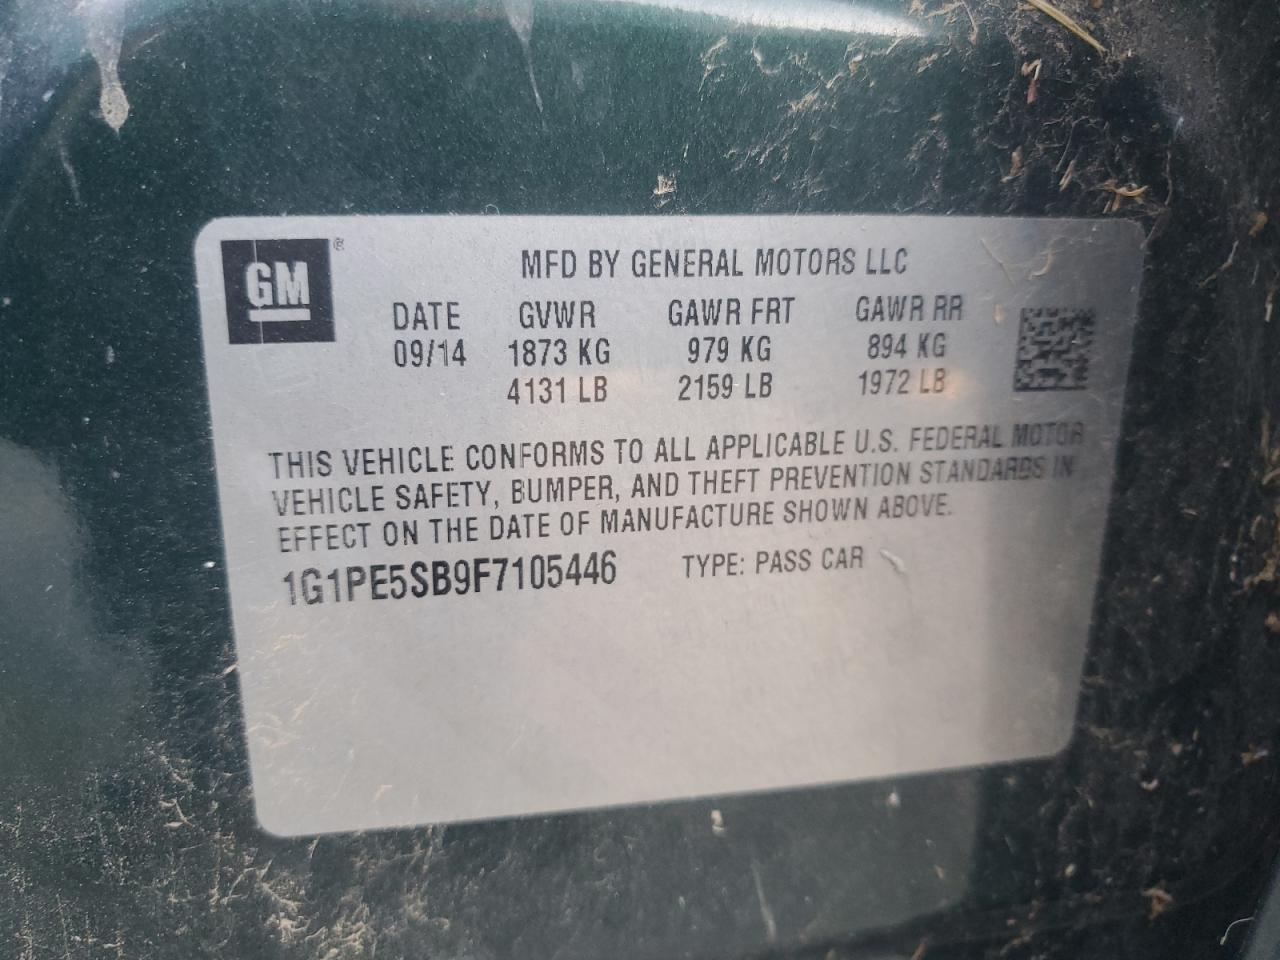 GM ®
MFD BY GENERAL MOTORS LLC
DATE GVWR GAWR FRT GAWR RR
09/14 1873 KG 979 KG 894 KG
4131 LB 2159 LB 1972 LB
THIS VEHICLE CONFORMS TO ALL APPLICABLE U.S. FEDERAL MOTOR
VEHICLE SAFETY, BUMPER, AND THEFT PREVENTION STANDARDS IN
EFFECT ON THE DATE OF MANUFACTURE SHOWN ABOVE.
1G1PE5SB9F7105446 TYPE: PASS CAR